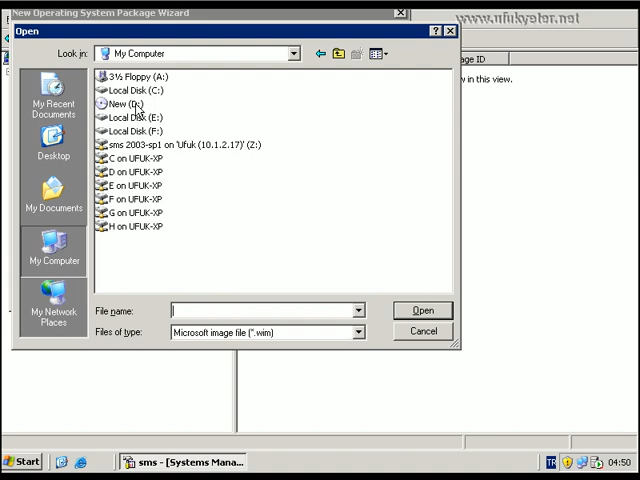 New Operating System Package Wizard
www.ufukyeter.net
Open
Look in:
My Computer
age ID
w in this view.
My Recent
Documents
Desktop
My Documents
My Computer
My Network
Places
3½ Floppy (A:)
Local Disk (C:)
New (D:)
Local Disk (E:)
Local Disk (F:)
sms 2003-sp1 on 'Ufuk (10.1.2.17)' (Z:)
C on UFUK-XP
D on UFUK-XP
E on UFUK-XP
F on UFUK-XP
G on UFUK-XP
H on UFUK-XP
File name:
Open
Files of type:
Microsoft image file (*.wim)
Cancel
Start
sms - [Systems Mana...
TR
04:50